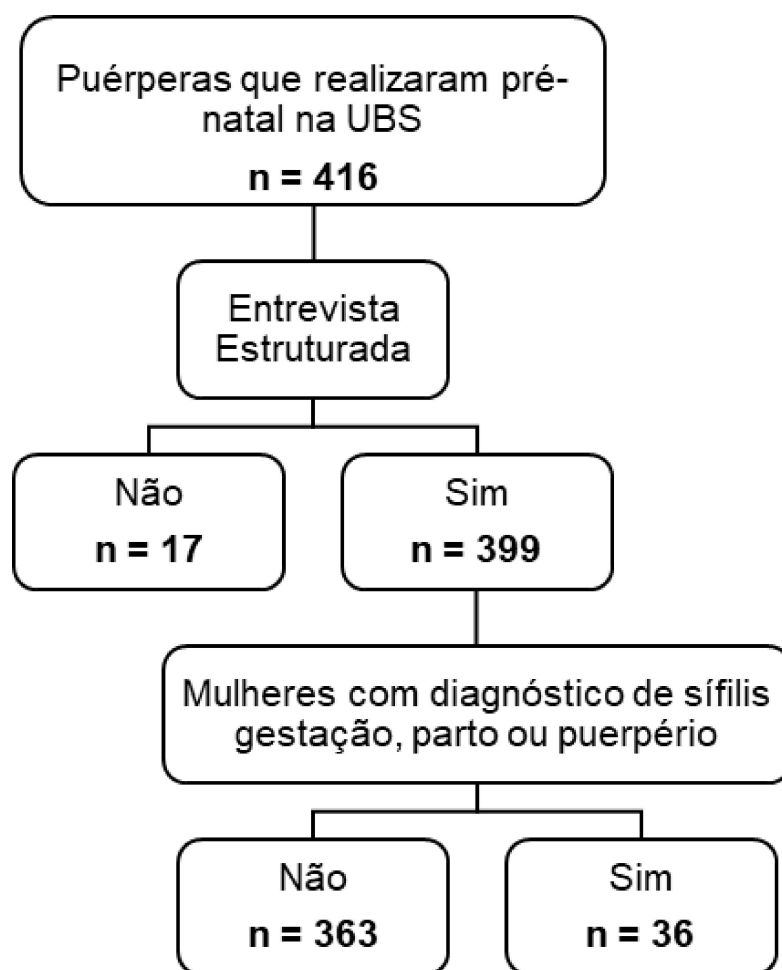 Puérperas que realizaram pré-
natal na UBS
n = 416
Entrevista
Estruturada
Não
n = 17
Sim
n = 399
Mulheres com diagnóstico de sífilis
gestação, parto ou puerpério
Não
n = 363
Sim
n = 36